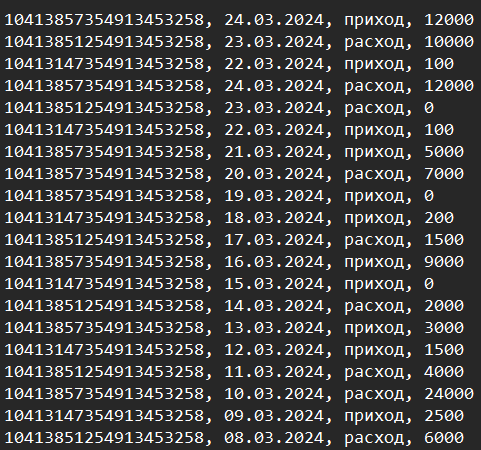 10413857354913453258, 24.03.2024, приход, 12000
10413851254913453258, 23.03.2024, расход, 10000
10413147354913453258, 22.03.2024, приход, 100
10413857354913453258, 24.03.2024, расход, 12000
10413851254913453258, 23.03.2024, расход, 0
10413147354913453258, 22.03.2024, приход, 100
10413857354913453258, 21.03.2024, приход, 5000
10413857354913453258, 20.03.2024, расход, 7000
10413857354913453258, 19.03.2024, приход, 0
10413147354913453258, 18.03.2024, приход, 200
10413851254913453258, 17.03.2024, расход, 1500
10413857354913453258, 16.03.2024, приход, 9000
10413147354913453258, 15.03.2024, приход, 0
10413851254913453258, 14.03.2024, расход, 2000
10413857354913453258, 13.03.2024, приход, 3000
10413147354913453258, 12.03.2024, приход, 1500
10413851254913453258, 11.03.2024, расход, 4000
10413857354913453258, 10.03.2024, расход, 24000
10413147354913453258, 09.03.2024, приход, 2500
10413851254913453258, 08.03.2024, расход, 6000